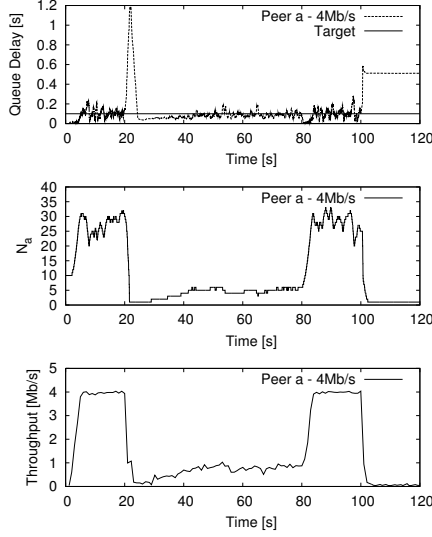 Queue Delay [s]
1.2
1
0.8
0.6
0.4
0.2
0
Peer a - 4Mb/s
Target
0 20 40 60 80 100 120
Time [s]
N_a
40
35
30
25
20
15
10
5
0
Peer a - 4Mb/s
0 20 40 60 80 100 120
Time [s]
Throughput [Mb/s]
5
4
3
2
1
0
Peer a - 4Mb/s
0 20 40 60 80 100 120
Time [s]